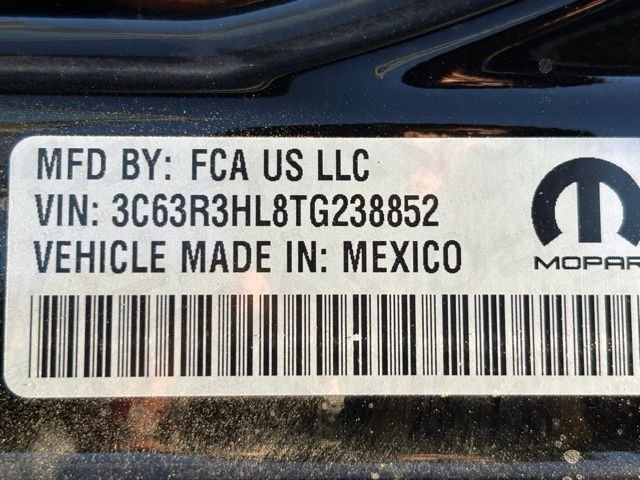 MFD BY: FCA US LLC
VIN: 3C63R3HL8TG238852
VEHICLE MADE IN: MEXICO
MOPAR